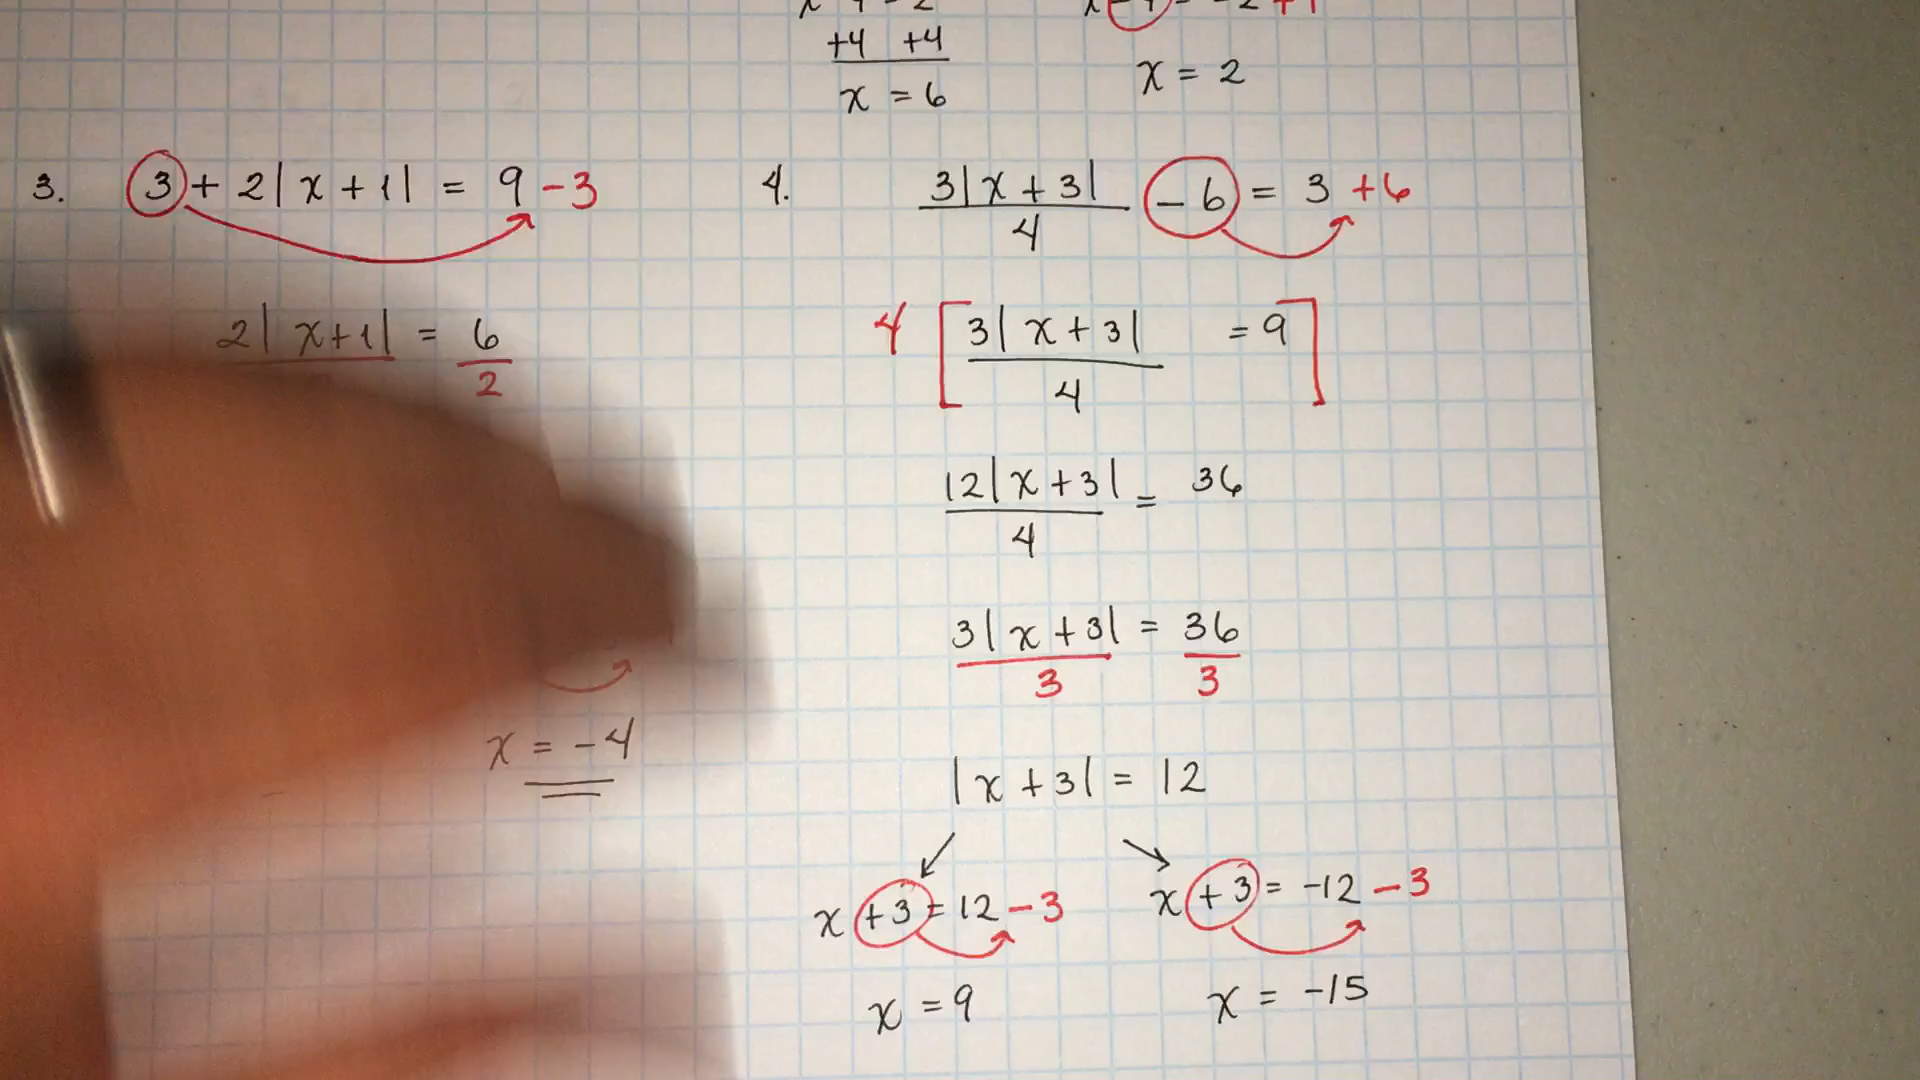 +4 +4
x = 6
x = 2
3. 3 + 2|x + 1| = 9 - 3
2|x+1| = 6
2
x = -4
4. 3|x + 3| - 6 = 3 + 6
4
4 [ 3|x + 3| = 9 ]
4
12|x + 3| = 36
4
3|x + 3| = 36
3 3
|x + 3| = 12
x + 3 = 12 - 3 x + 3 = -12 - 3
x = 9 x = -15